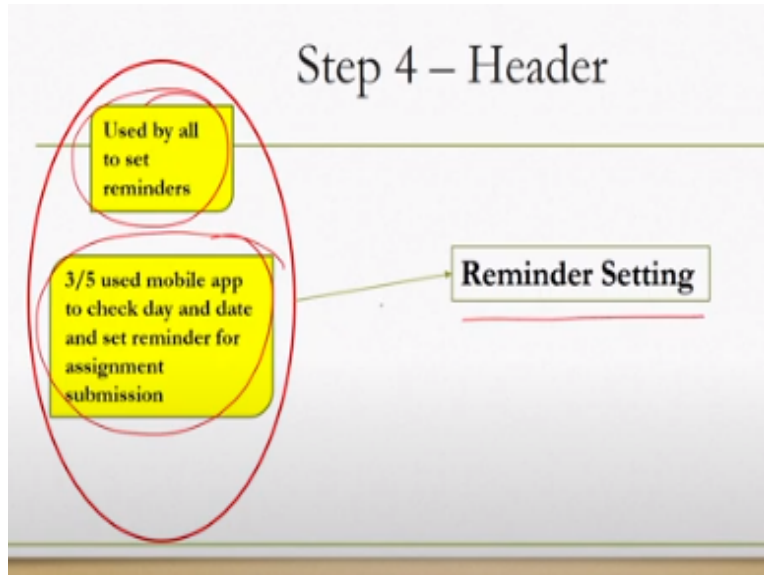 Step 4 – Header
Used by all
to set
reminders
3/5 used mobile app
to check day and date
and set reminder for
assignment
submission
Reminder Setting